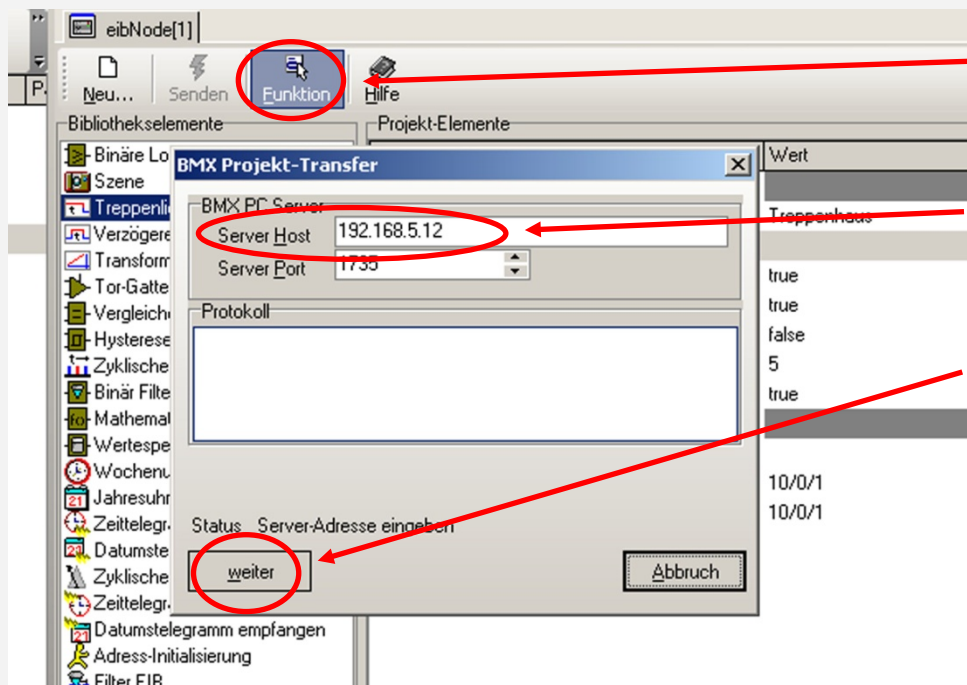 eibNode[1]
Neu...
Senden
Funktion
Hilfe
Bibliothekselemente
Projekt-Elemente
Binäre Lo
Szene
Treppenli
Verzögere
Transform
Tor-Gatte
Vergleich
Hysterese
Zyklische
Binär Filte
Mathemat
Wertespe
Wochenu
Jahresuhr
Zeittelegr
Datumste
Zyklische
Zeittelegr
Datumstelegramm empfangen
Adress-Initialisierung
Filter EIB
BMX Projekt-Transfer
BMX PC Server
Server Host
192.168.5.12
Server Port
1735
Protokoll
Status Server-Adresse eingeben
weiter
Abbruch
Wert
Treppenhaus
true
true
false
5
true
10/0/1
10/0/1